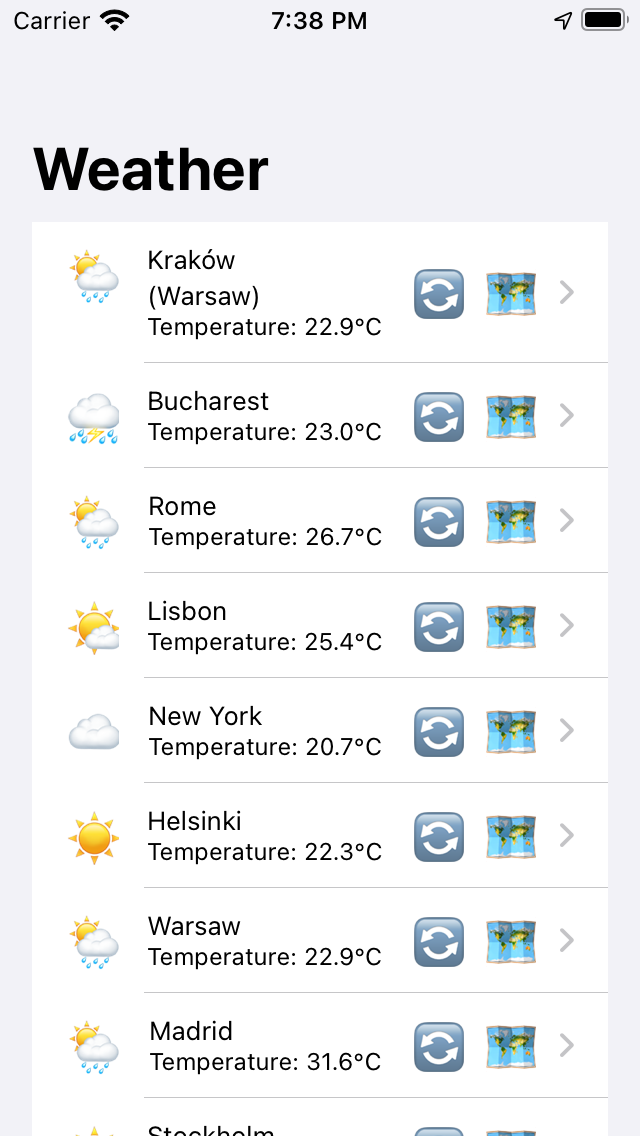 Carrier 7:38 PM
Weather
Kraków
(Warsaw)
Temperature: 22.9°C
Bucharest
Temperature: 23.0°C
Rome
Temperature: 26.7°C
Lisbon
Temperature: 25.4°C
New York
Temperature: 20.7°C
Helsinki
Temperature: 22.3°C
Warsaw
Temperature: 22.9°C
Madrid
Temperature: 31.6°C
Stockholm